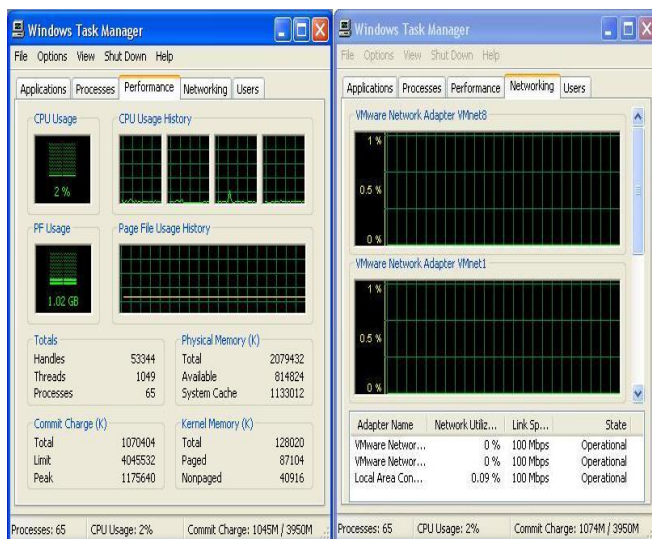 Windows Task Manager
File Options View Shut Down Help
Applications Processes Performance Networking Users
CPU Usage
CPU Usage History
2 %
PF Usage
Page File Usage History
1.02 GB
Totals
Handles 53344
Threads 1049
Processes 65
Physical Memory (K)
Total 2079432
Available 814824
System Cache 1133012
Commit Charge (K)
Total 1070404
Limit 4045532
Peak 1175640
Kernel Memory (K)
Total 128020
Paged 87104
Nonpaged 40916
Processes: 65 CPU Usage: 2% Commit Charge: 1045M / 3950M
Windows Task Manager
File Options View Shut Down Help
Applications Processes Performance Networking Users
VMware Network Adapter VMnet8
1 %
0.5 %
0 %
VMware Network Adapter VMnet1
1 %
0.5 %
0 %
Adapter Name Network Utiliz... Link Sp... State
VMware Networ... 0 % 100 Mbps Operational
VMware Networ... 0 % 100 Mbps Operational
Local Area Con... 0.09 % 100 Mbps Operational
Processes: 65 CPU Usage: 2% Commit Charge: 1074M / 3950M